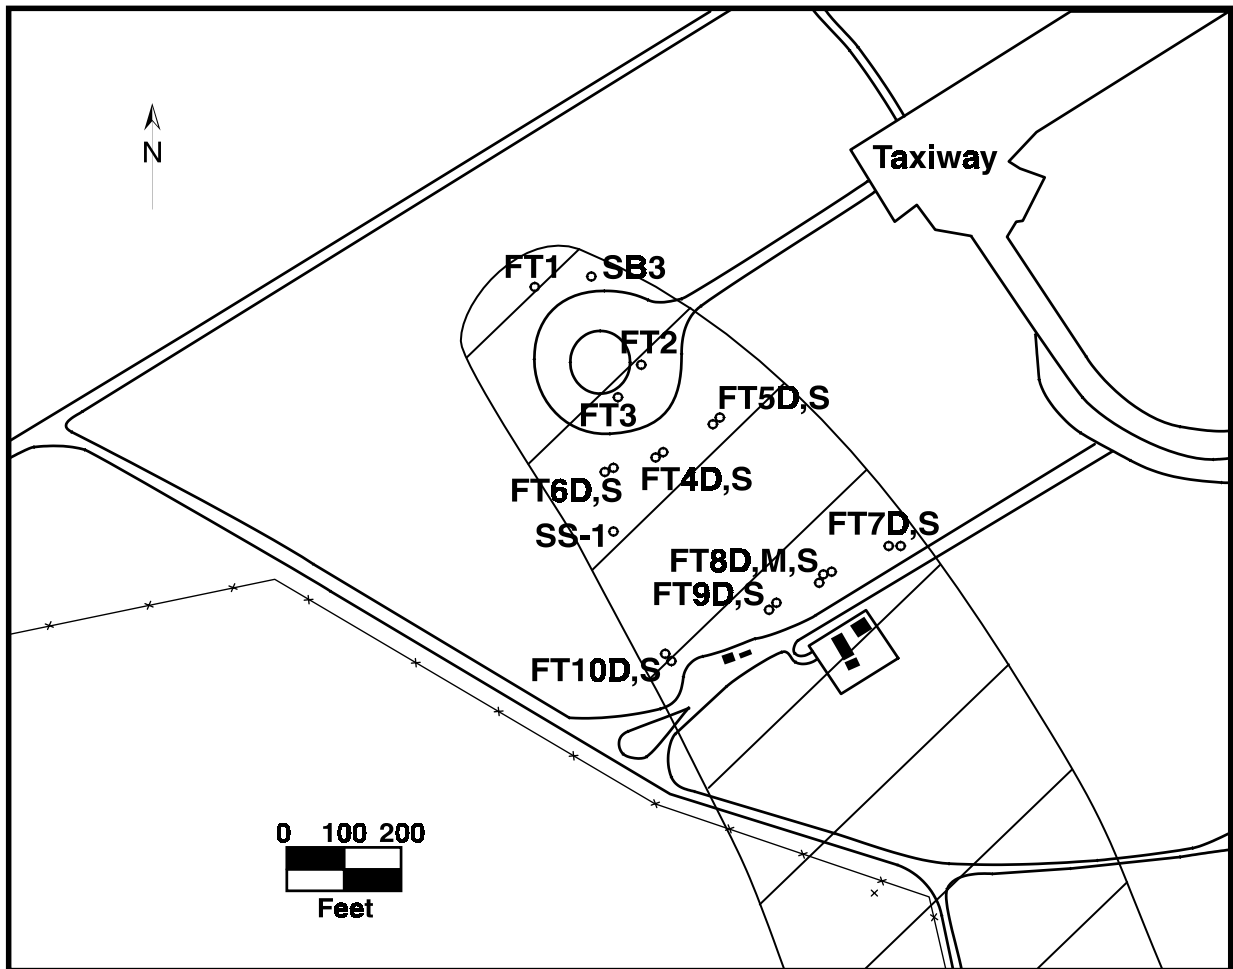 N
Taxiway
FT1
SB3
FT2
FT3
FT5D,S
FT4D,S
FT6D,S
SS-1
FT7D,S
FT8D,M,S
FT9D,S
FT10D,S
0 100 200
Feet